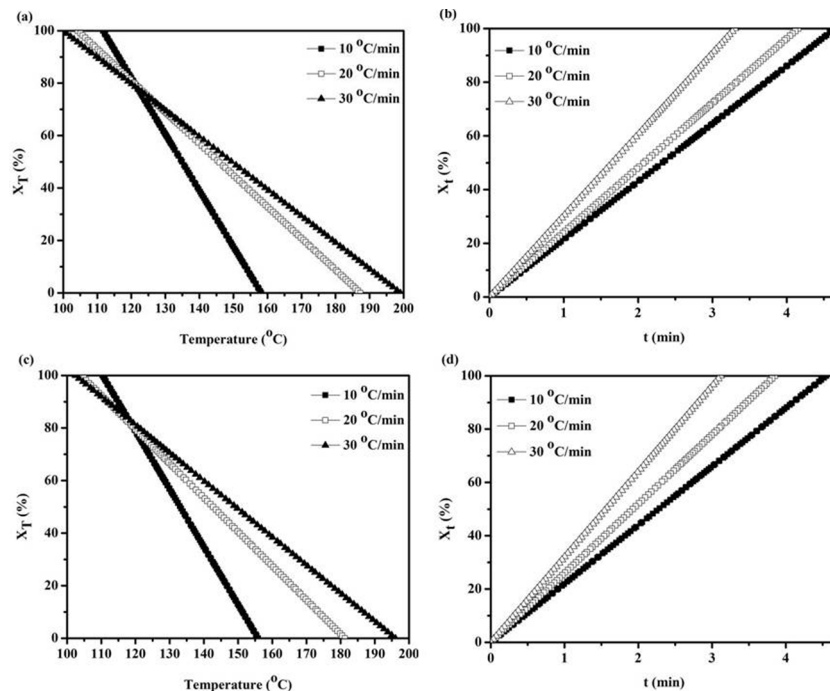 (a)
100
80
60
40
20
0
X_T (%)
10 °C/min
20 °C/min
30 °C/min
100 110 120 130 140 150 160 170 180 190 200
Temperature (°C)
(b)
100
80
60
40
20
0
X_t (%)
10 °C/min
20 °C/min
30 °C/min
0 1 2 3 4
t (min)
(c)
100
80
60
40
20
0
X_T (%)
10 °C/min
20 °C/min
30 °C/min
100 110 120 130 140 150 160 170 180 190 200
Temperature (°C)
(d)
100
80
60
40
20
0
X_t (%)
10 °C/min
20 °C/min
30 °C/min
0 1 2 3 4
t (min)